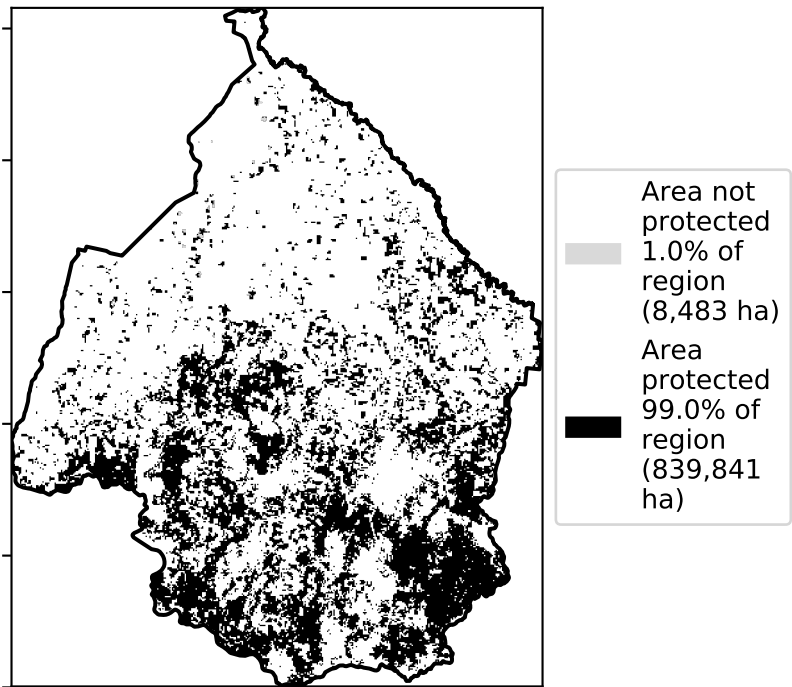 Area not
protected
1.0% of
region
(8,483 ha)
Area
protected
99.0% of
region
(839,841
ha)